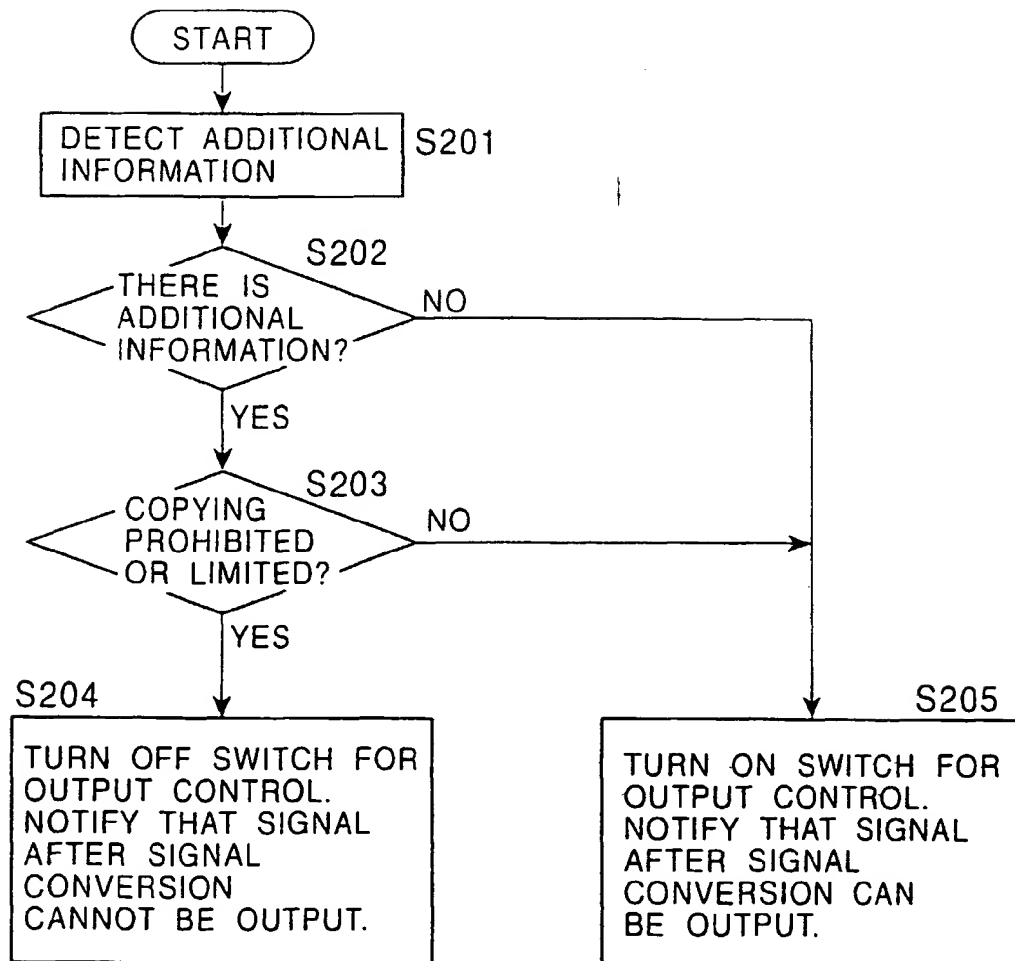 START
DETECT ADDITIONAL
INFORMATION
S201
S202
THERE IS
ADDITIONAL
INFORMATION?
NO
YES
S203
COPYING
PROHIBITED
OR LIMITED?
NO
YES
S204
TURN OFF SWITCH FOR
OUTPUT CONTROL.
NOTIFY THAT SIGNAL
AFTER SIGNAL
CONVERSION
CANNOT BE OUTPUT.
S205
TURN ON SWITCH FOR
OUTPUT CONTROL.
NOTIFY THAT SIGNAL
AFTER SIGNAL
CONVERSION CAN
BE OUTPUT.